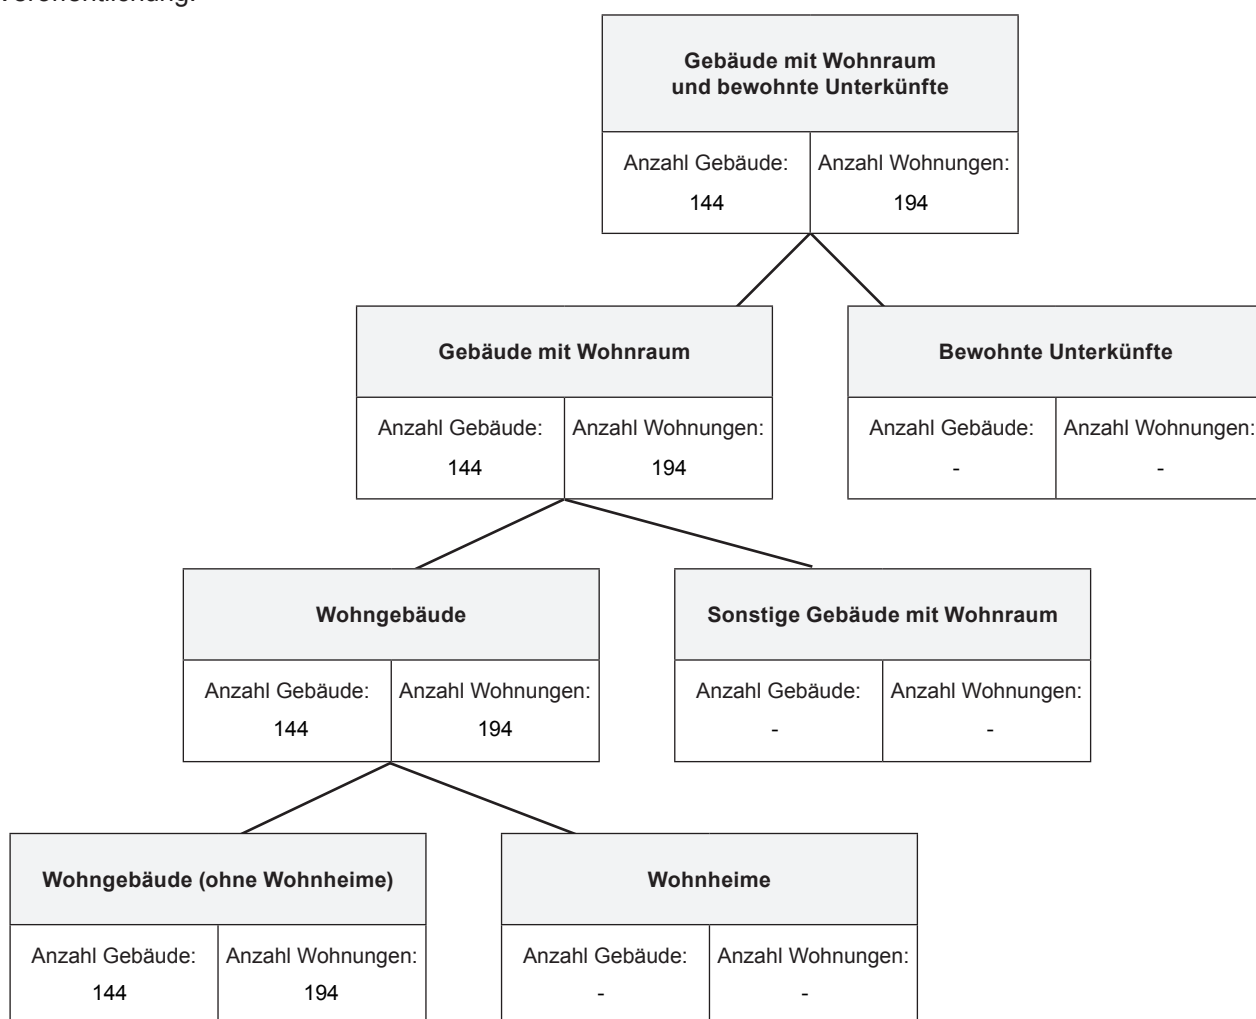 Veröffentlichung.
Gebäude mit Wohnraum
und bewohnte Unterkünfte
Anzahl Gebäude: Anzahl Wohnungen:
144 194
Gebäude mit Wohnraum
Anzahl Gebäude: Anzahl Wohnungen:
144 194
Bewohnte Unterkünfte
Anzahl Gebäude: Anzahl Wohnungen:
- -
Wohngebäude
Anzahl Gebäude: Anzahl Wohnungen:
144 194
Sonstige Gebäude mit Wohnraum
Anzahl Gebäude: Anzahl Wohnungen:
- -
Wohngebäude (ohne Wohnheime)
Anzahl Gebäude: Anzahl Wohnungen:
144 194
Wohnheime
Anzahl Gebäude: Anzahl Wohnungen:
- -